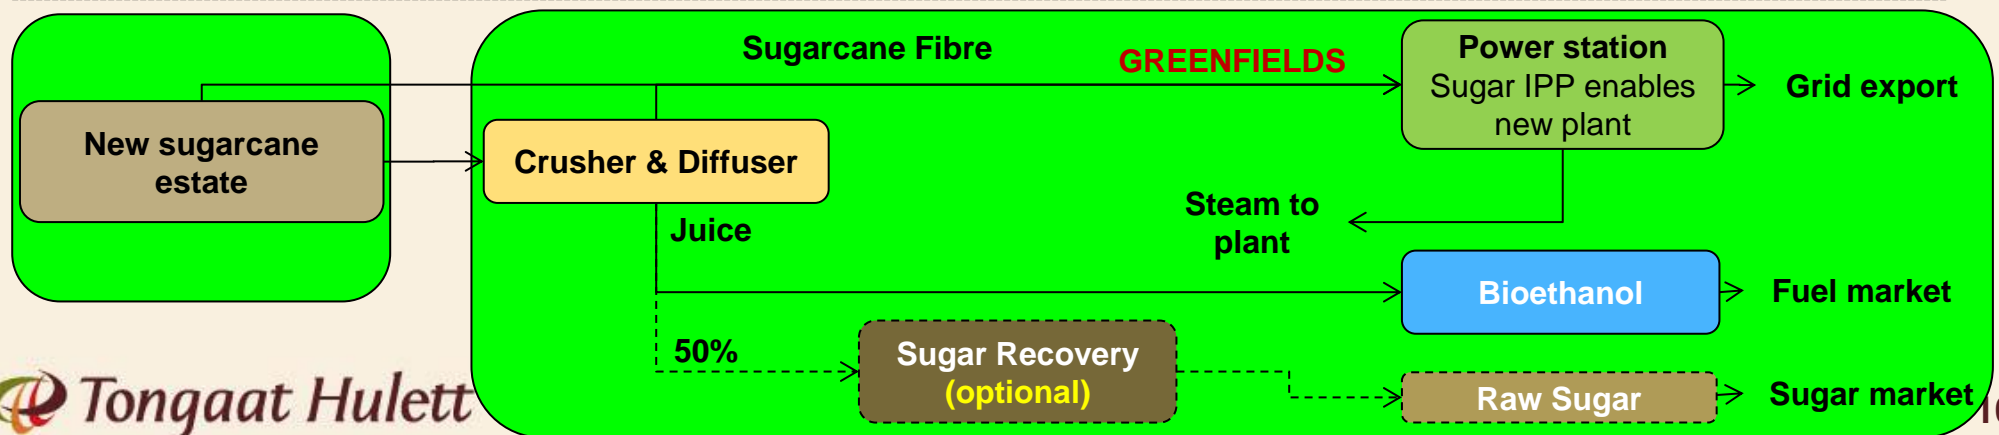 Sugarcane Fibre
GREENFIELDS
Power station
Sugar IPP enables
new plant
Grid export
New sugarcane
estate
Crusher & Diffuser
Steam to
plant
Juice
Bioethanol
Fuel market
50%
Sugar Recovery
(optional)
Raw Sugar
Sugar market
Tongaat Hulett